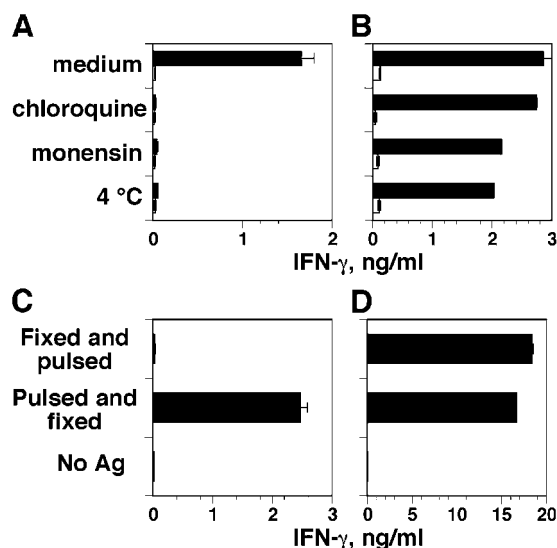 A B
medium
chloroquine
monensin
4 °C
0 1 2 0 1 2 3
IFN-γ, ng/ml
C D
Fixed and
pulsed
Pulsed and
fixed
No Ag
0 1 2 3 0 5 10 15 20
IFN-γ, ng/ml